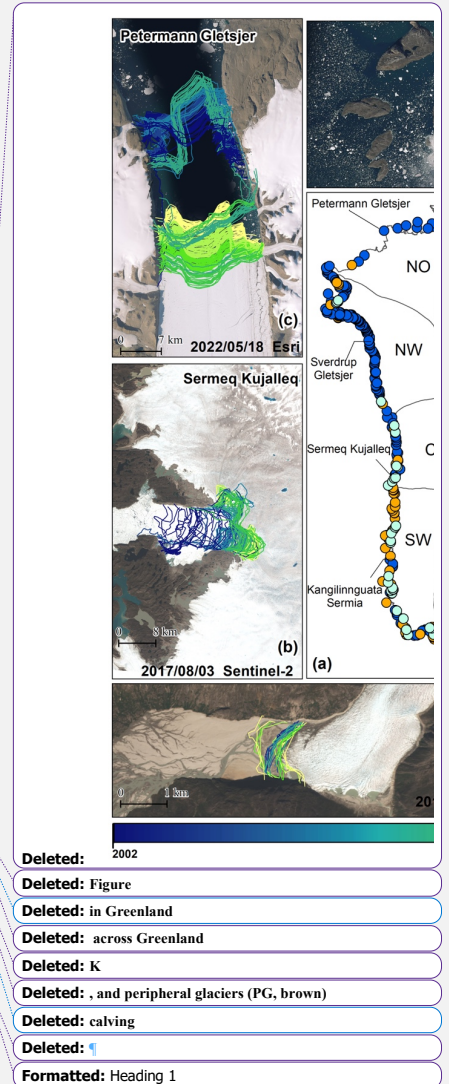 Petermann Gletsjer
(c)
0 7 km
2022/05/18 Esri
Sermeq Kujalleq
0 8 km
(b)
2017/08/03 Sentinel-2
Petermann Gletsjer
NO
NW
Sverdrup
Gletsjer
Sermeq Kujalleq
SW
Kangilinnguata
Sermia
(a)
0 1 km
2002
Deleted:
Deleted: Figure
Deleted: in Greenland
Deleted: across Greenland
Deleted: K
Deleted: , and peripheral glaciers (PG, brown)
Deleted: calving
Deleted: ¶
Formatted: Heading 1